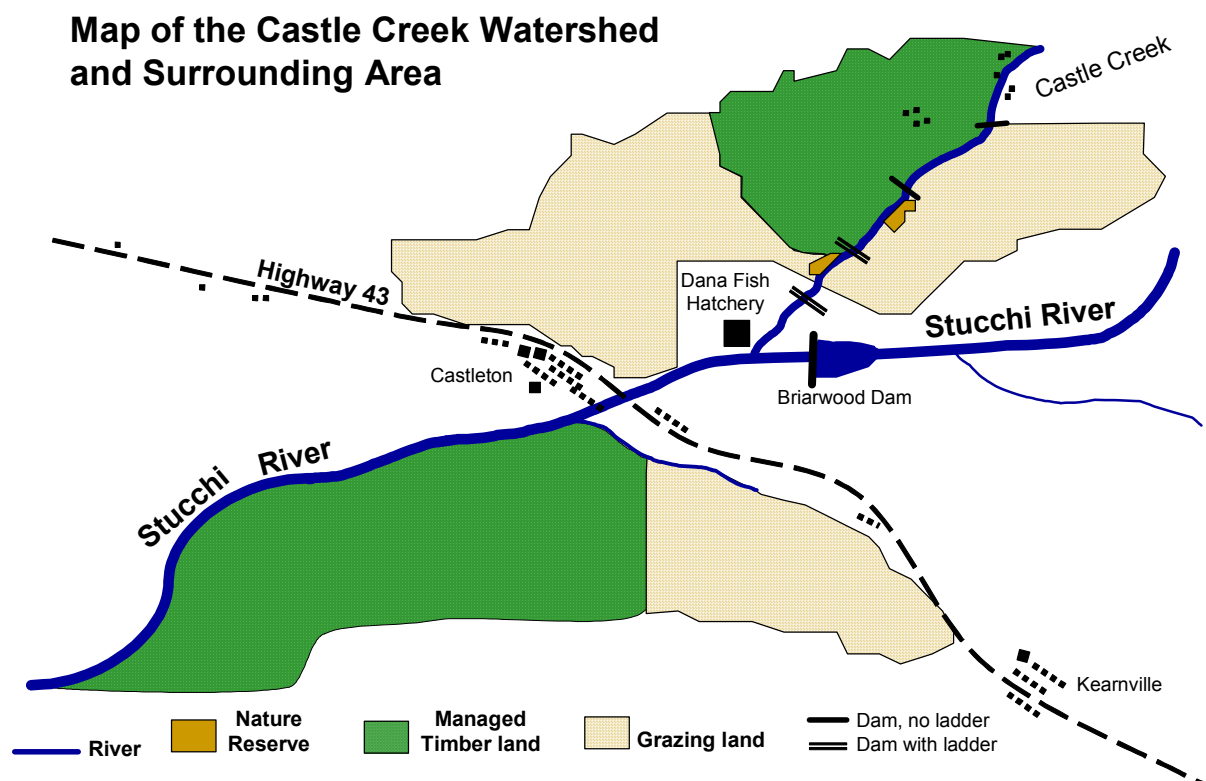 Map of the Castle Creek Watershed
and Surrounding Area
Castle Creek
Highway 43
Dana Fish
Hatchery
Stucchi River
Castleton
Briarwood Dam
Stucchi River
Kearnville
River
Nature
Reserve
Managed
Timber land
Grazing land
Dam, no ladder
Dam with ladder